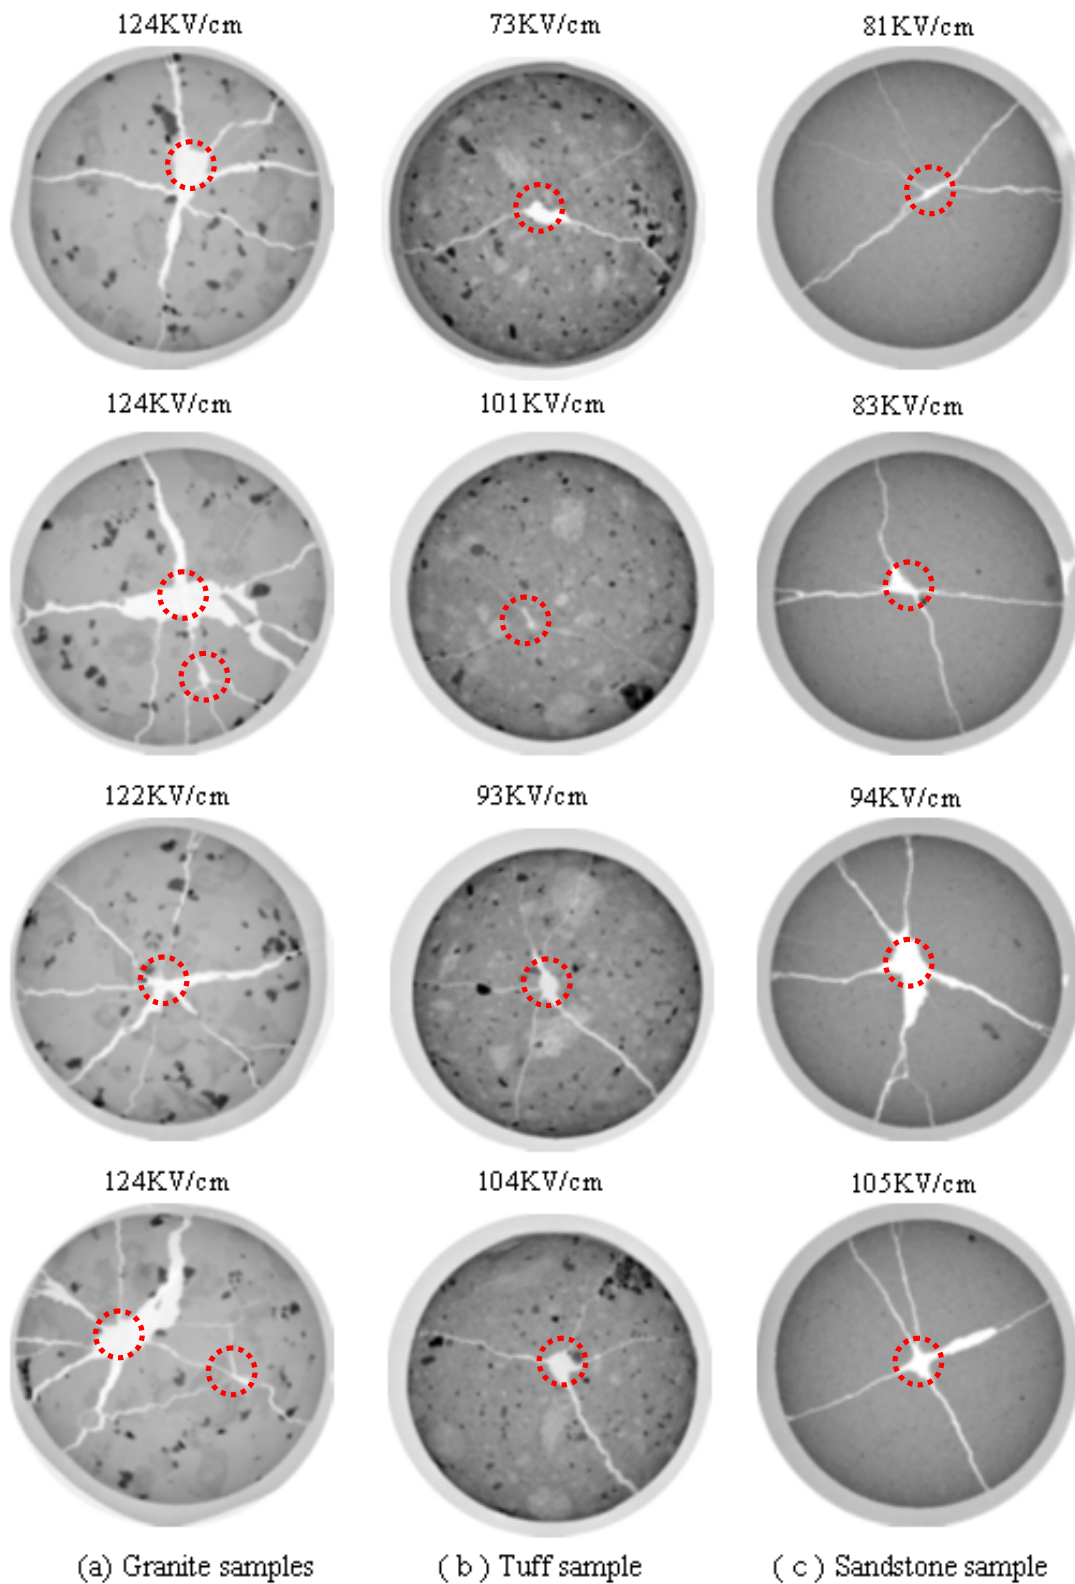 124KV/cm 73KV/cm 81KV/cm
124KV/cm 101KV/cm 83KV/cm
122KV/cm 93KV/cm 94KV/cm
124KV/cm 104KV/cm 105KV/cm
(a) Granite samples ( b ) Tuff sample ( c ) Sandstone sample